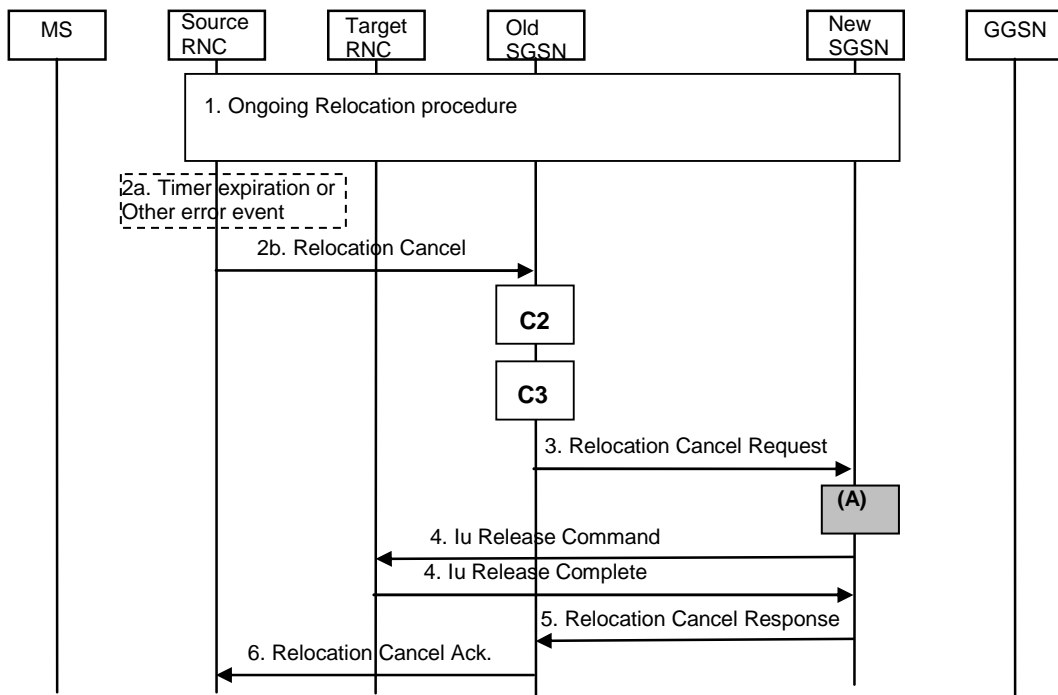 MS
Source
RNC
Target
RNC
Old
SGSN
New
SGSN
GGSN
1. Ongoing Relocation procedure
2a. Timer expiration or
Other error event
2b. Relocation Cancel
C2
C3
3. Relocation Cancel Request
(A)
4. Iu Release Command
4. Iu Release Complete
5. Relocation Cancel Response
6. Relocation Cancel Ack.